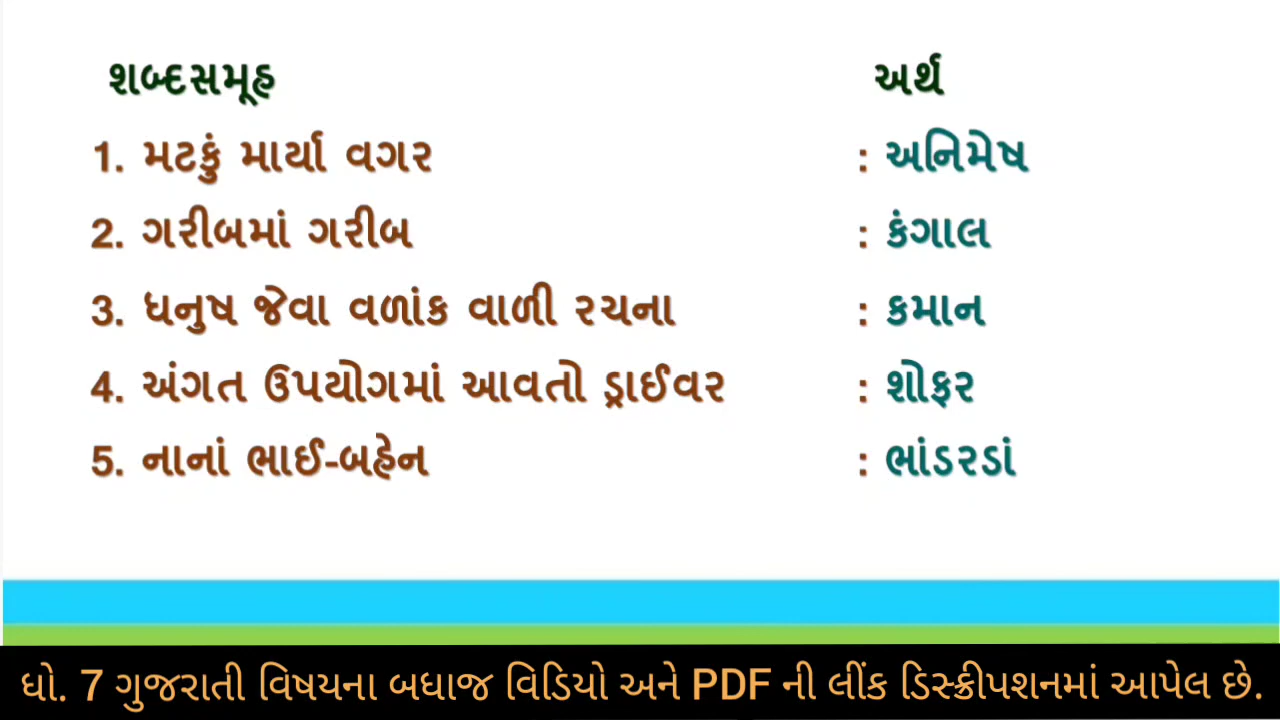 શબ્દસમૂહ અર્થ
1. મટકું માર્યા વગર : અનિમેષ
2. ગરીબમાં ગરીબ : કંગાલ
3. ધનુષ જેવા વળાંક વાળી રચના : કમાન
4. અંગત ઉપયોગમાં આવતો ડ્રાઈવર : શોફર
5. નાનાં ભાઈ-બહેન : ભાંડરડાં
ધો. 7 ગુજરાતી વિષયના બધાજ વિડિયો અને PDF ની લીંક ડિસ્ક્રીપશનમાં આપેલ છે.